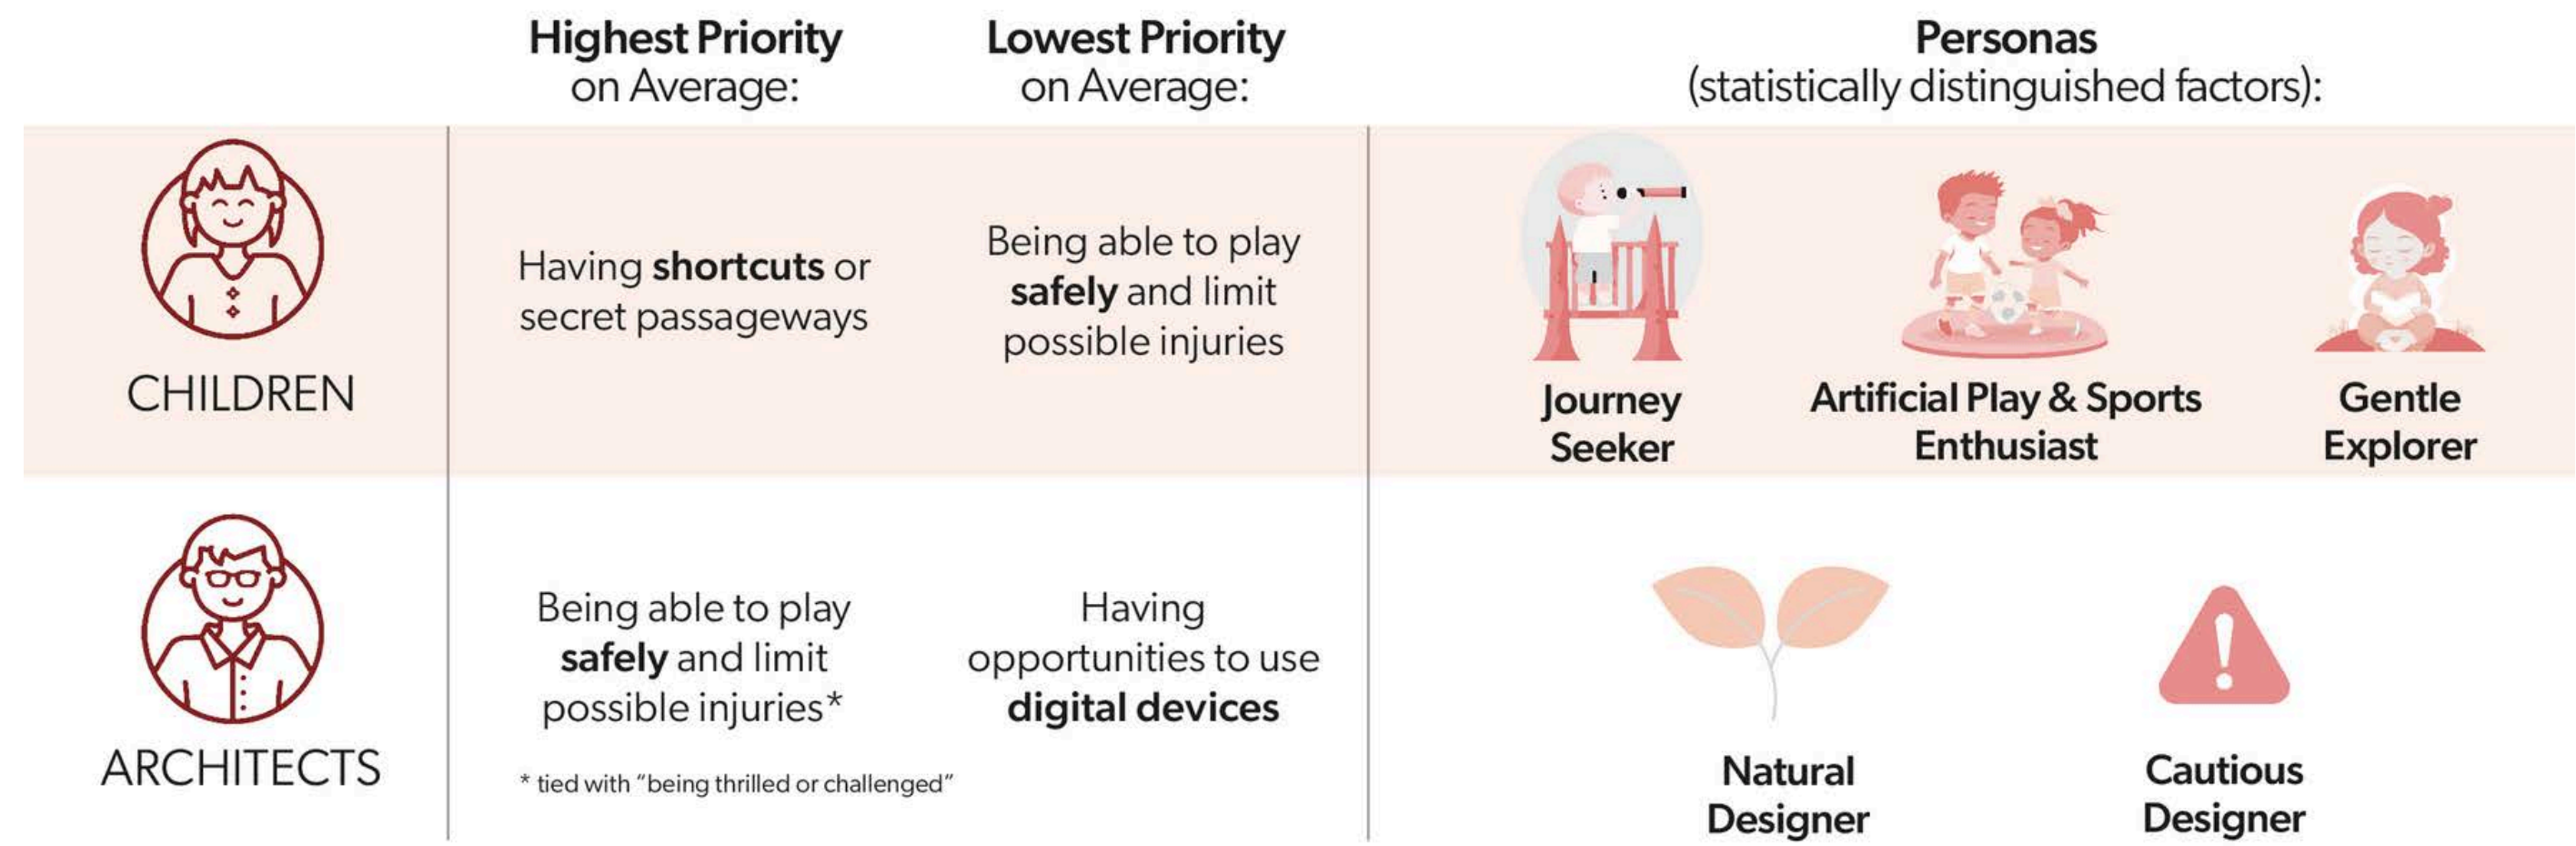 Highest Priority
on Average:
Lowest Priority
on Average:
Personas
(statistically distinguished factors):
CHILDREN
Having shortcuts or
secret passageways
Being able to play
safely and limit
possible injuries
Journey
Seeker
Artificial Play & Sports
Enthusiast
Gentle
Explorer
ARCHITECTS
Being able to play
safely and limit
possible injuries*
* tied with "being thrilled or challenged"
Having
opportunities to use
digital devices
Natural
Designer
Cautious
Designer